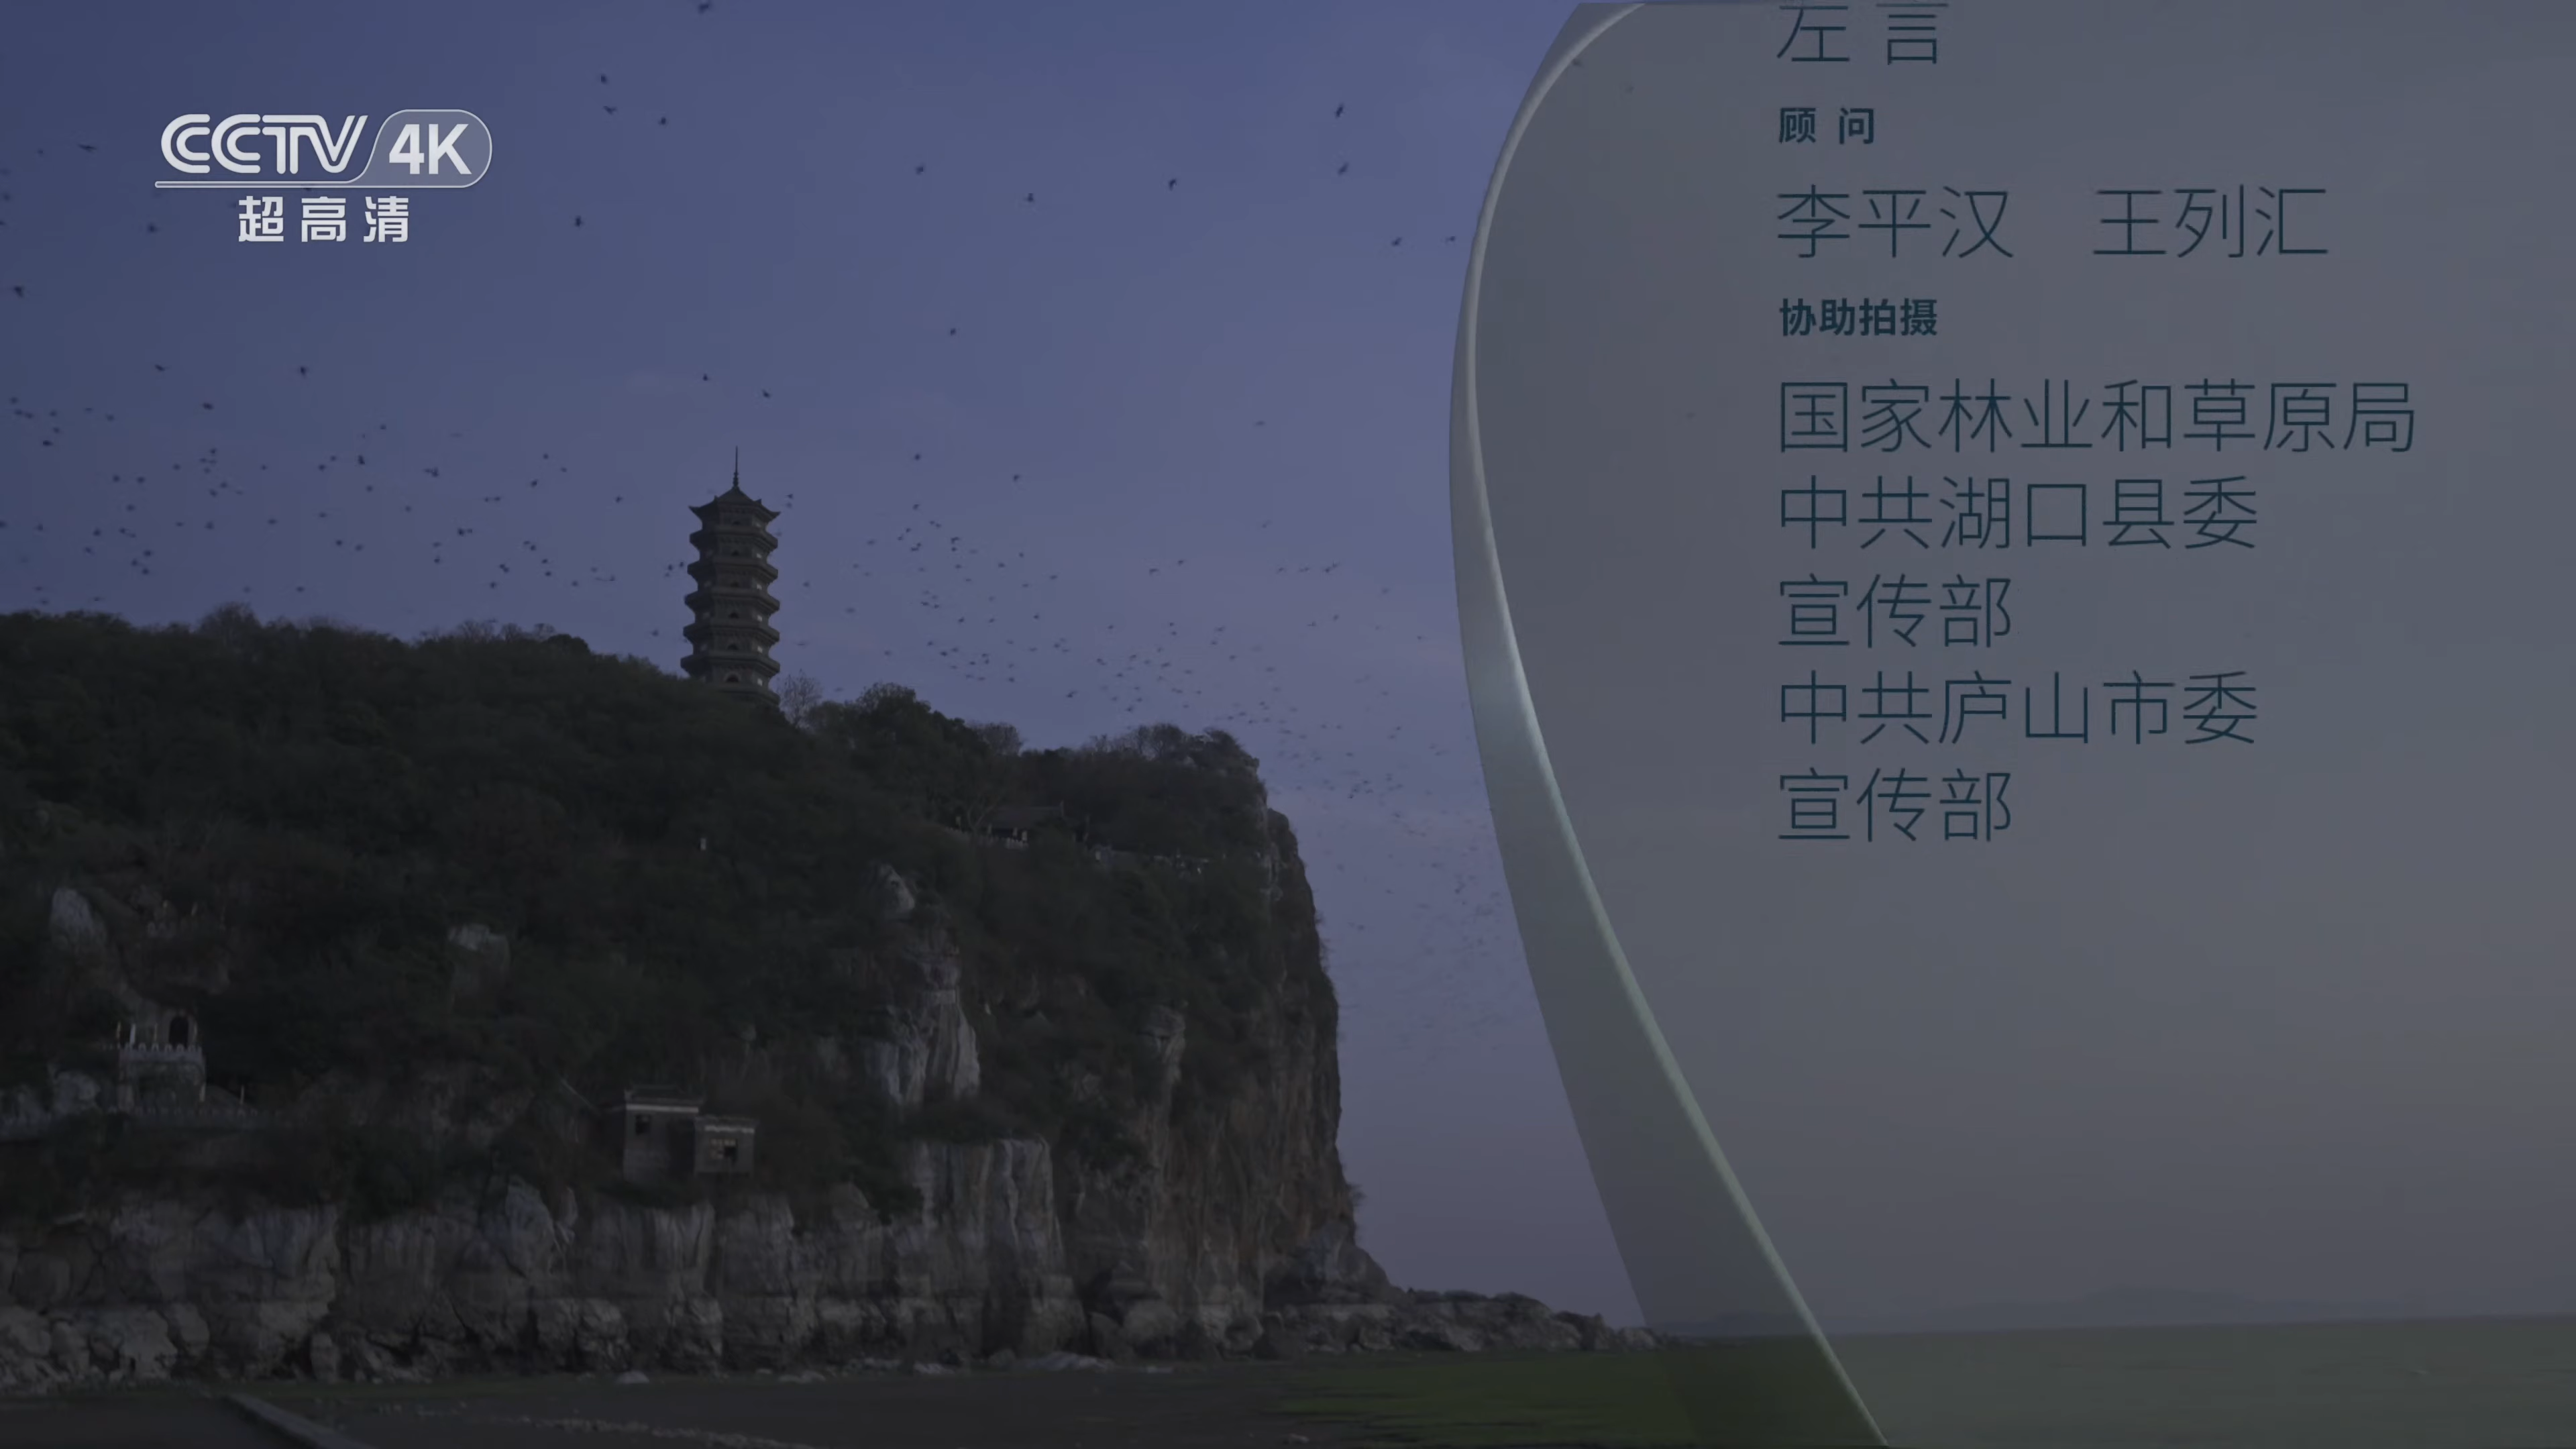 CCTV 4K
超高清
左言
顾问
李平汉 王列汇
协助拍摄
国家林业和草原局
中共湖口县委
宣传部
中共庐山市委
宣传部